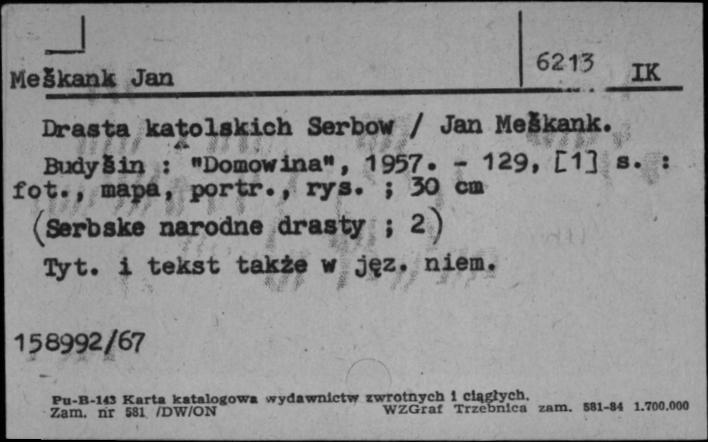 6213 IK
Meškank Jan
Drasta katolskich Serbow / Jan Meškank.
Budyšin : "Domowina", 1957. - 129, [1] s. :
fot., mapa, portr., rys. ; 30 cm
(Serbske narodne drasty ; 2)
Tyt. i tekst także w jęz. niem.
158992/67
Pu-B-143 Karta katalogowa wydawnictw zwrotnych i ciągłych.
Zam. nr 581 /DW/ON WZGraf Trzebnica zam. 581-84 1.700.000